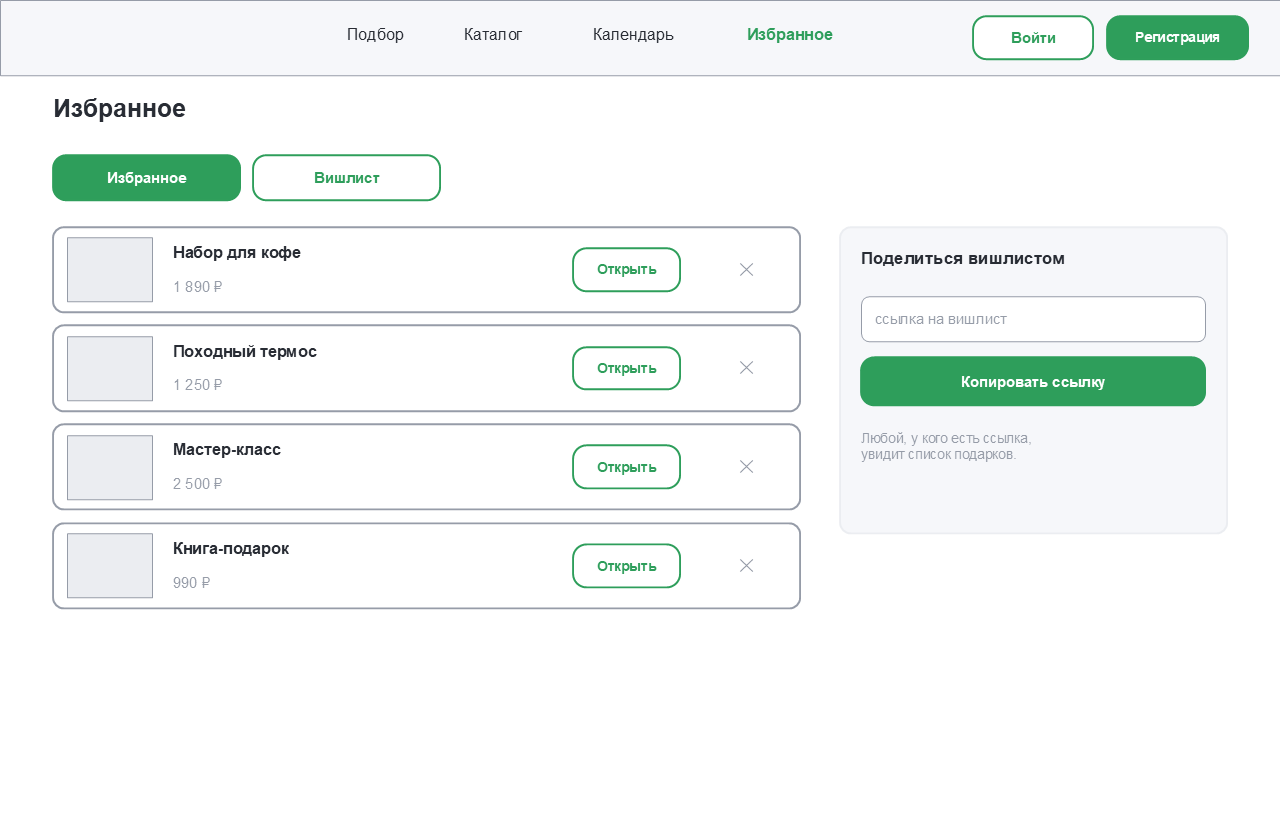 Подбор
Каталог
Календарь
Избранное
Войти
Регистрация
Избранное
Избранное
Вишлист
Набор для кофе
1 890 ₽
Открыть
Походный термос
1 250 ₽
Открыть
Мастер-класс
2 500 ₽
Открыть
Книга-подарок
990 ₽
Открыть
Поделиться вишлистом
ссылка на вишлист
Копировать ссылку
Любой, у кого есть ссылка,
увидит список подарков.